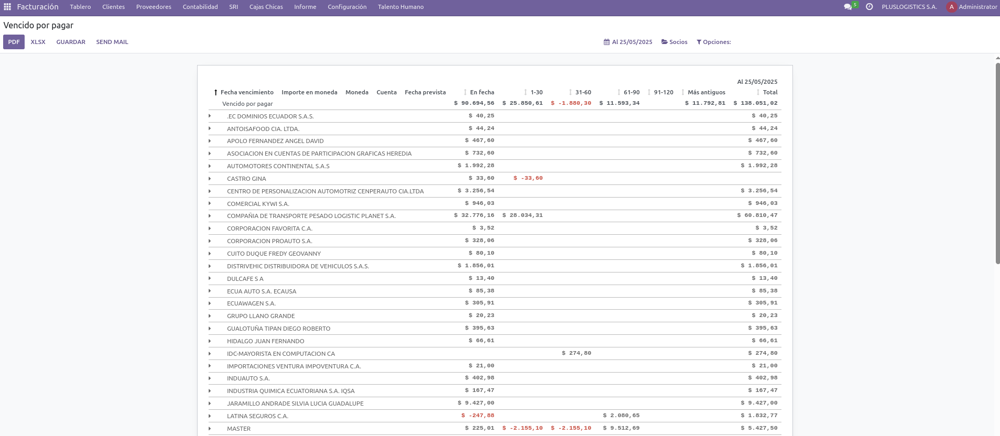 Facturación Tablero Clientes Proveedores Contabilidad SRI Cajas Chicas Informe Configuración Talento Humano 5 PLUSLOGISTICS S.A. A Administrator
Vencido por pagar
PDF XLSX GUARDAR SEND MAIL Al 25/05/2025 Socios Opciones:
Al 25/05/2025
Fecha vencimiento Importe en moneda Moneda Cuenta Fecha prevista En fecha 1-30 31-60 61-90 91-120 Más antiguos Total
Vencido por pagar $ 90.694,56 $ 25.850,61 $ -1.880,30 $ 11.593,34 $ 11.792,81 $ 138.051,02
.EC DOMINIOS ECUADOR S.A.S. $ 40,25 $ 40,25
ANTOISAFOOD CIA. LTDA. $ 44,24 $ 44,24
APOLO FERNANDEZ ANGEL DAVID $ 467,60 $ 467,60
ASOCIACION EN CUENTAS DE PARTICIPACION GRAFICAS HEREDIA $ 732,60 $ 732,60
AUTOMOTORES CONTINENTAL S.A.S $ 1.992,28 $ 1.992,28
CASTRO GINA $ 33,60 $ -33,60
CENTRO DE PERSONALIZACION AUTOMOTRIZ CENPERAUTO CIA.LTDA $ 3.256,54 $ 3.256,54
COMERCIAL KYWI S.A. $ 946,03 $ 946,03
COMPAÑIA DE TRANSPORTE PESADO LOGISTIC PLANET S.A. $ 32.776,16 $ 28.034,31 $ 60.810,47
CORPORACION FAVORITA C.A. $ 3,52 $ 3,52
CORPORACION PROAUTO S.A. $ 328,06 $ 328,06
CUITO DUQUE FREDY GEOVANNY $ 80,10 $ 80,10
DISTRIVEHIC DISTRIBUIDORA DE VEHICULOS S.A.S. $ 1.856,01 $ 1.856,01
DULCAFE S A $ 13,40 $ 13,40
ECUA AUTO S.A. ECAUSA $ 85,38 $ 85,38
ECUAWAGEN S.A. $ 305,91 $ 305,91
GRUPO LLANO GRANDE $ 20,23 $ 20,23
GUALOTUÑA TIPAN DIEGO ROBERTO $ 395,63 $ 395,63
HIDALGO JUAN FERNANDO $ 66,61 $ 66,61
IDC-MAYORISTA EN COMPUTACION CA $ 274,80 $ 274,80
IMPORTACIONES VENTURA IMPOVENTURA C.A. $ 21,00 $ 21,00
INDUAUTO S.A. $ 402,98 $ 402,98
INDUSTRIA QUIMICA ECUATORIANA S.A. IQSA $ 167,47 $ 167,47
JARAMILLO ANDRADE SILVIA LUCIA GUADALUPE $ 9.427,00 $ 9.427,00
LATINA SEGUROS C.A. $ -247,88 $ 2.080,65 $ 1.832,77
MASTER $ 225,01 $ -2.155,10 $ -2.155,10 $ 9.512,69 $ 5.427,50